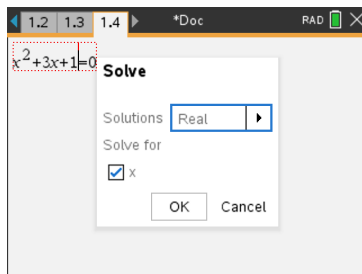 1.2 1.3 1.4 *Doc RAD
x²+3x+1=0
Solve
Solutions Real
Solve for
x
OK Cancel